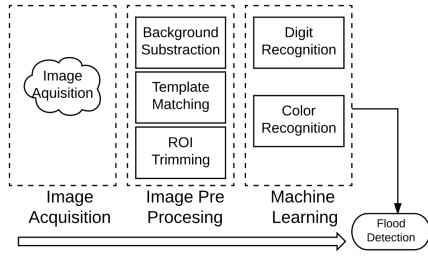 Image
Aquisition
Background
Substraction
Template
Matching
ROI
Trimming
Digit
Recognition
Color
Recognition
Image
Acquisition
Image Pre
Procesing
Machine
Learning
Flood
Detection